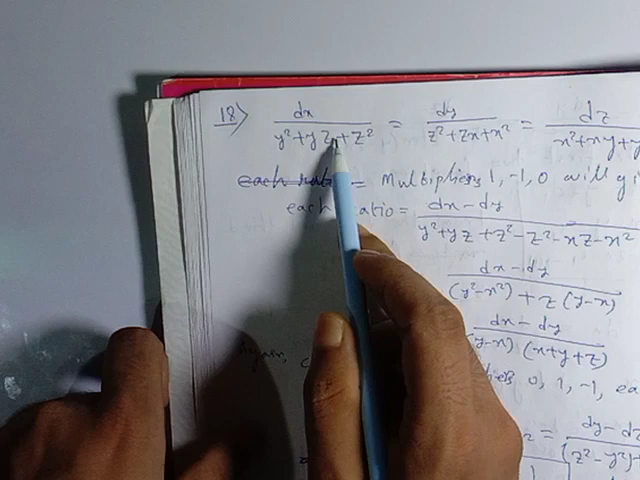 18> dx / y²+yz+z² = dy / z²+zx+x² = dz / x²+xy+y
= Multipliers 1, -1, 0 will gi
each ratio = dx-dy / y²+yz+z²-z²-xz-x²
dx-dy / (y²-x²)+z(y-x)
dx-dy / (y-x)(x+y+z)
Again,
0, 1, -1, ea
= dy-dz / (z²-y²)+